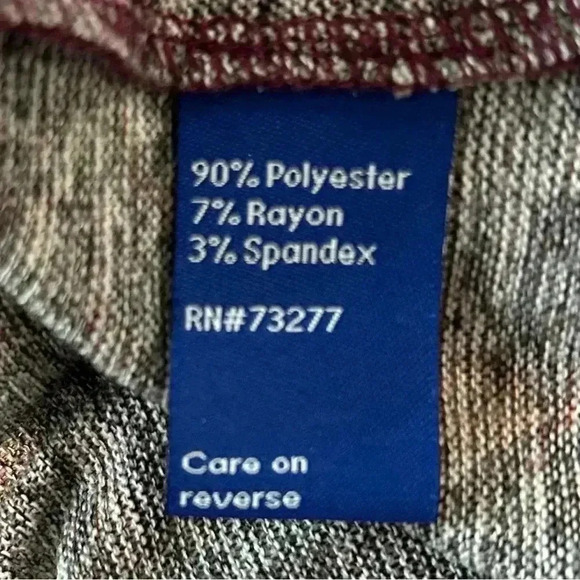 90% Polyester
7% Rayon
3% Spandex
RN#73277
Care on
reverse